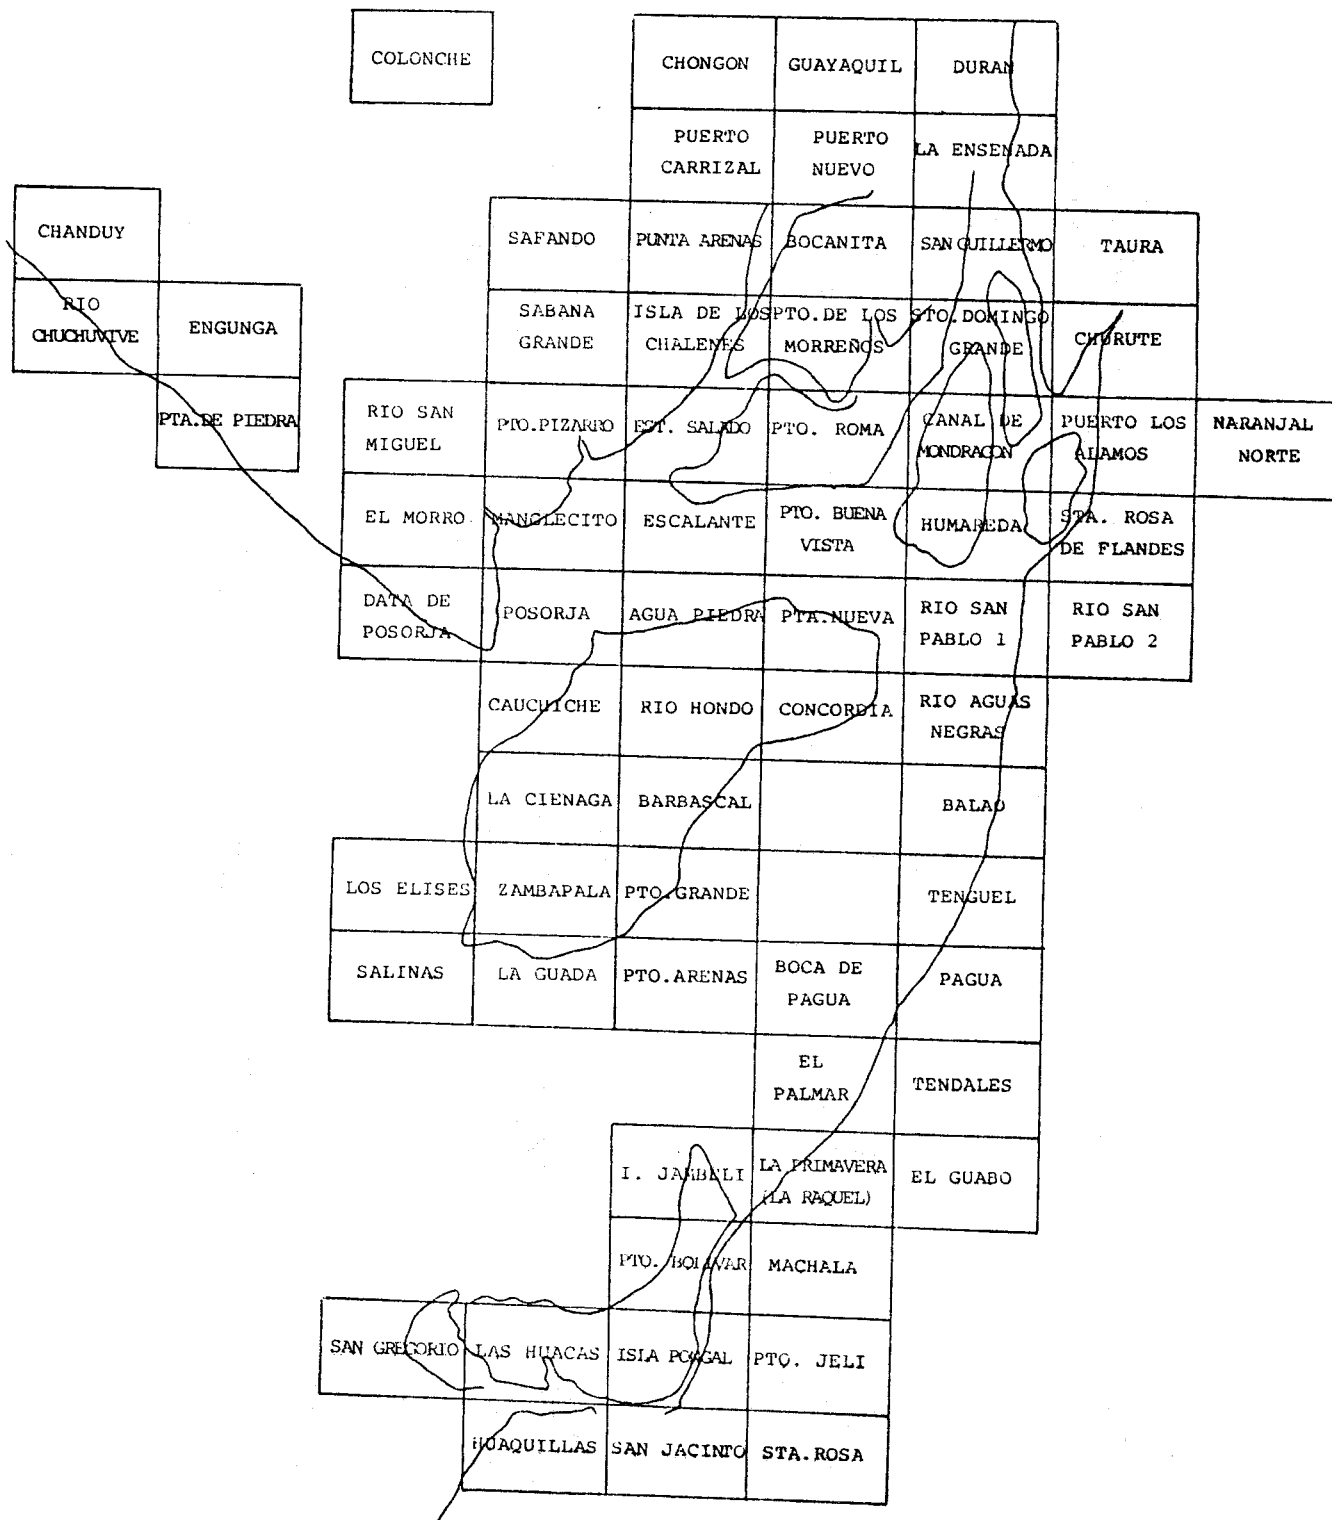 COLONCHE
CHONGON
GUAYAQUIL
DURAN
PUERTO
CARRIZAL
PUERTO
NUEVO
LA ENSENADA
CHANDUY
SAFANDO
PUNTA ARENAS
BOCANITA
SAN GUILLERMO
TAURA
RIO
CHUCHUVIVE
ENGUNGA
SABANA
GRANDE
ISLA DE LOS
CHALENES
PTO.DE LOS
MORREÑOS
STO.DOMINGO
GRANDE
CHURUTE
PTA.DE PIEDRA
RIO SAN
MIGUEL
PTO.PIZARRO
EST. SALADO
PTO. ROMA
CANAL DE
MONDRAGON
PUERTO LOS
ALAMOS
NARANJAL
NORTE
EL MORRO
MANGLECITO
ESCALANTE
PTO. BUENA
VISTA
HUMAREDA
STA. ROSA
DE FLANDES
DATA DE
POSORJA
POSORJA
AGUA PIEDRA
PTA.NUEVA
RIO SAN
PABLO 1
RIO SAN
PABLO 2
CAUCHICHE
RIO HONDO
CONCORDIA
RIO AGUAS
NEGRAS
LA CIENAGA
BARBASCAL
BALAO
LOS ELISES
ZAMBAPALA
PTO.GRANDE
TENGUEL
SALINAS
LA GUADA
PTO.ARENAS
BOCA DE
PAGUA
PAGUA
EL
PALMAR
TENDALES
I. JAMBELI
LA PRIMAVERA
(LA RAQUEL)
EL GUABO
PTO. BOLIVAR
MACHALA
SAN GREGORIO
LAS HUACAS
ISLA PONGAL
PTO. JELI
HUAQUILLAS
SAN JACINTO
STA.ROSA